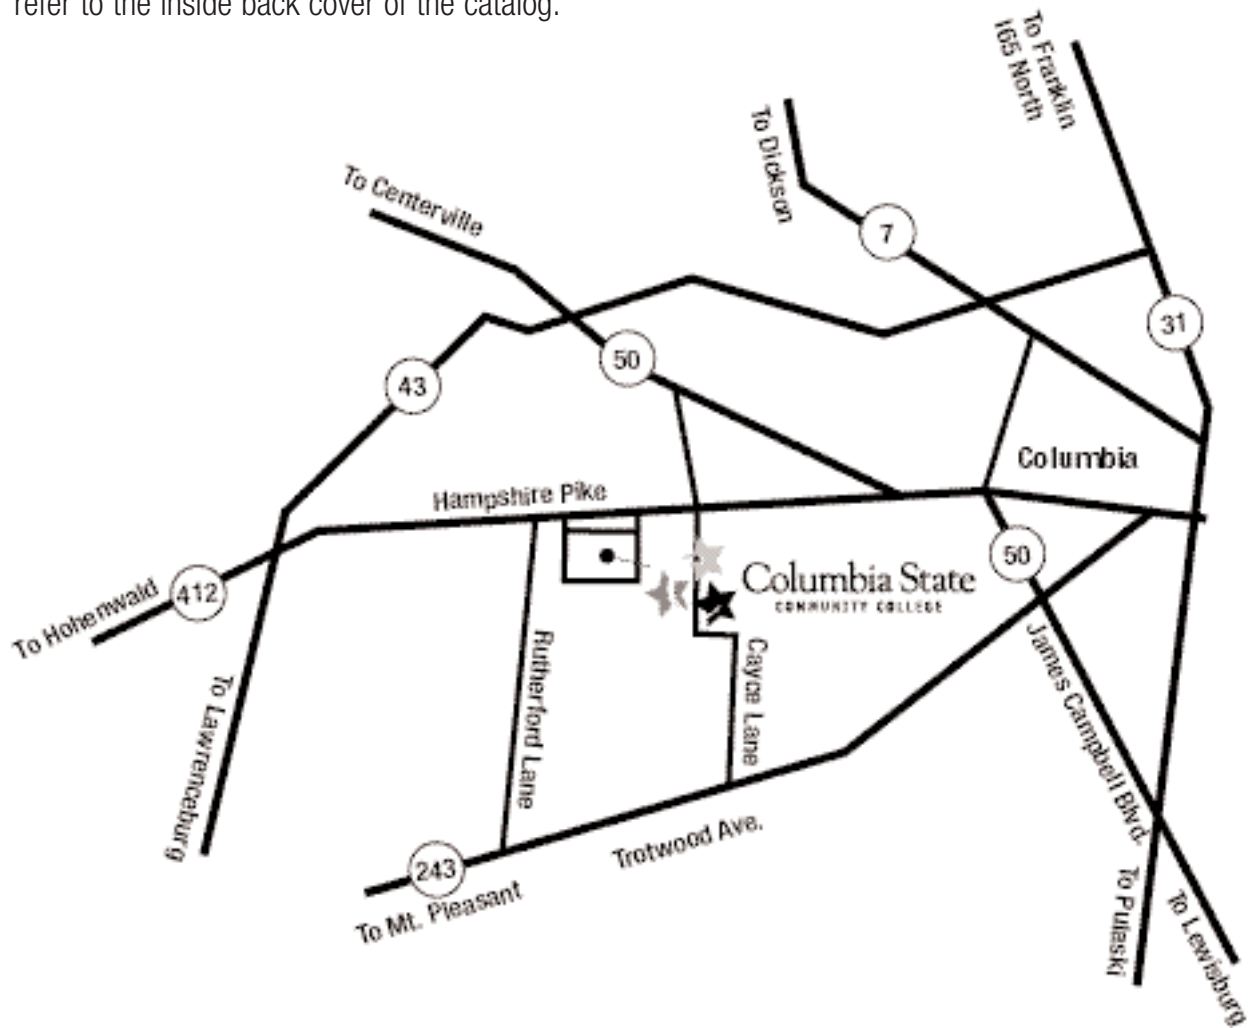 refer to the inside back cover of the catalog.
To Franklin
I65 North
To Dickson
To Centerville
7
31
50
43
Columbia
Hampshire Pike
50
Columbia State
COMMUNITY COLLEGE
412
To Hohenwald
To Lawrenceburg
Rutherford Lane
Cayce Lane
James Campbell Blvd.
Trotwood Ave.
243
To Mt. Pleasant
To Pulaski
To Lewisburg